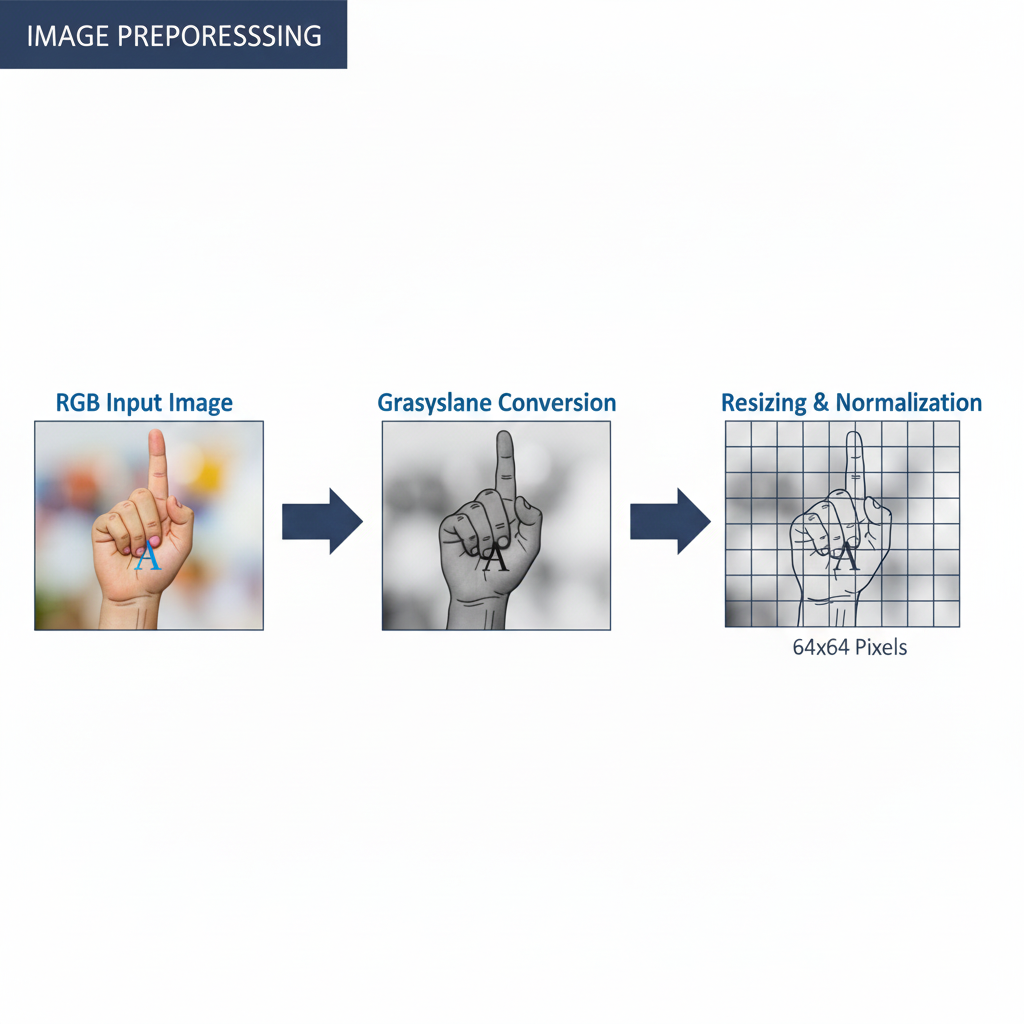 IMAGE PREPORESSSING
RGB Input Image
Grasyslane Conversion
Resizing & Normalization
A
A
A
64x64 Pixels